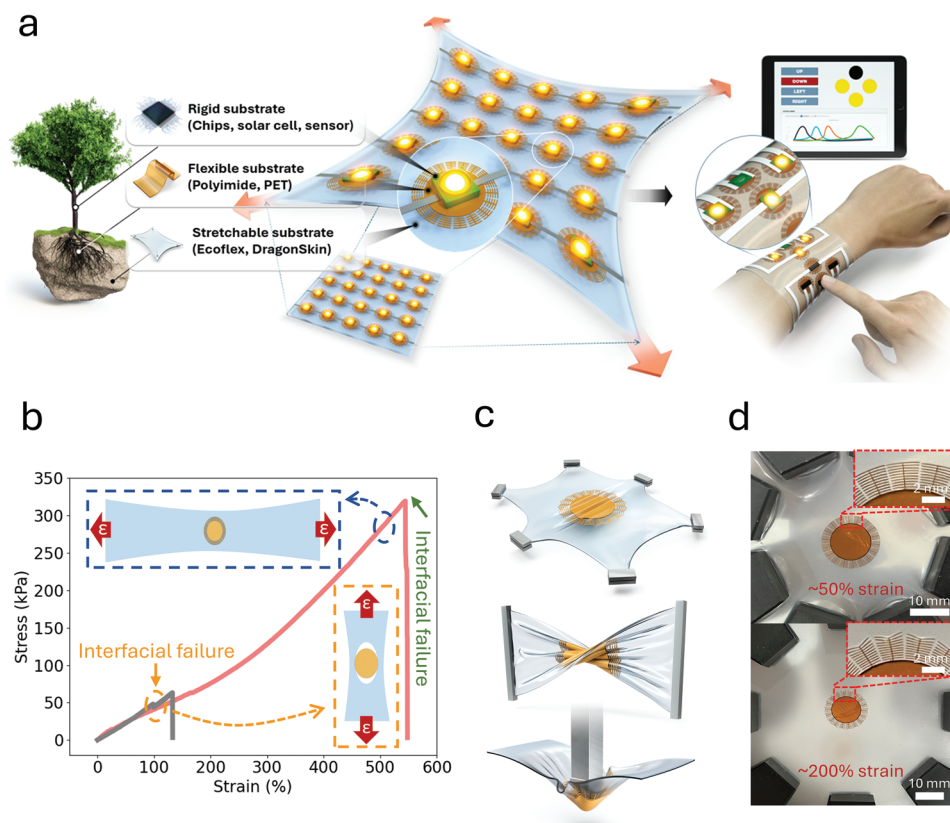 a
Rigid substrate
(Chips, solar cell, sensor)
Flexible substrate
(Polyimide, PET)
Stretchable substrate
(Ecoflex, DragonSkin)
UP
DOWN
LEFT
RIGHT
b
350
300
250
200
150
100
50
0
Stress (kPa)
0
100
200
300
400
500
600
Strain (%)
ε
ε
Interfacial failure
ε
ε
Interfacial failure
c
d
2 mm
~50% strain
10 mm
2 mm
~200% strain
10 mm